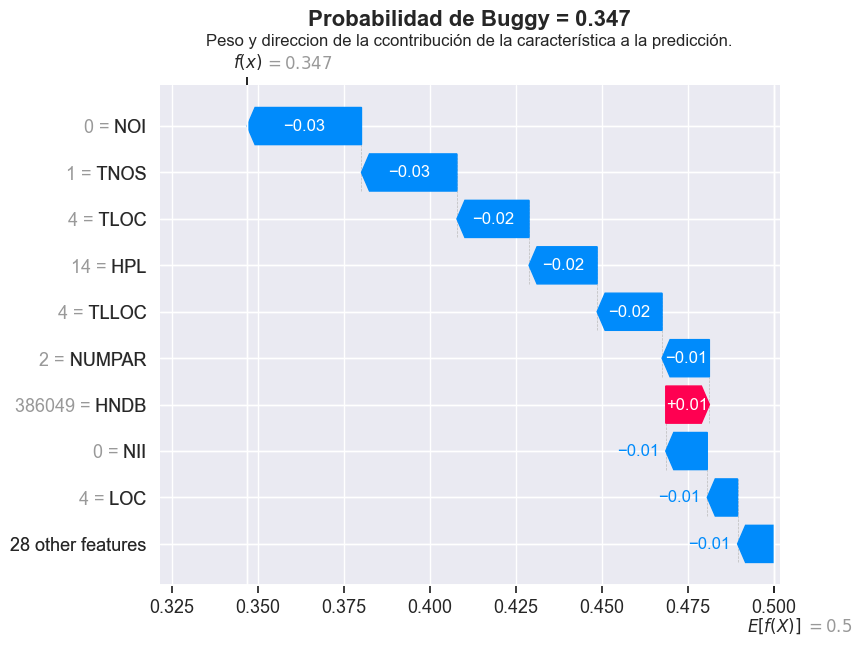 Probabilidad de Buggy = 0.347
Peso y direccion de la ccontribución de la característica a la predicción.
f(x) = 0.347
0 = NOI −0.03
1 = TNOS −0.03
4 = TLOC −0.02
14 = HPL −0.02
4 = TLLOC −0.02
2 = NUMPAR −0.01
386049 = HNDB +0.01
0 = NII −0.01
4 = LOC −0.01
28 other features −0.01
0.325 0.350 0.375 0.400 0.425 0.450 0.475 0.500
E[f(X)] = 0.5